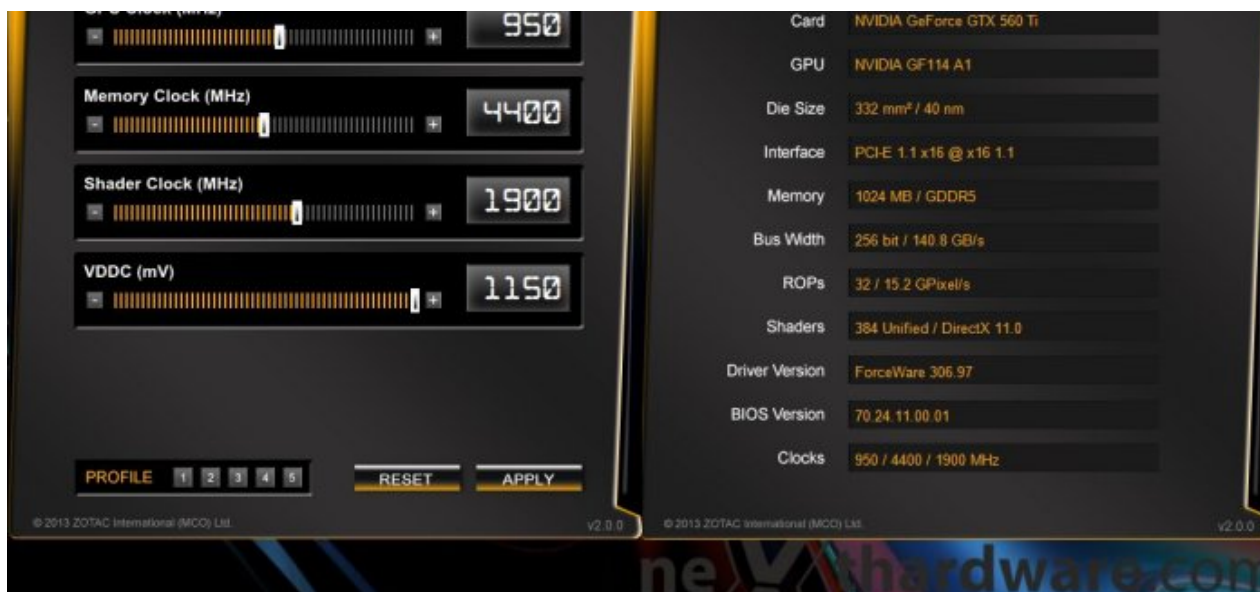 GPU Clock (MHz)
- + 950
Memory Clock (MHz)
- + 4400
Shader Clock (MHz)
- + 1900
VDDC (mV)
- + 1150
PROFILE 1 2 3 4 5 RESET APPLY
© 2013 ZOTAC International (MCO) Ltd. v2.0.0
Card NVIDIA GeForce GTX 560 Ti
GPU NVIDIA GF114 A1
Die Size 332 mm² / 40 nm
Interface PCI-E 1.1 x16 @ x16 1.1
Memory 1024 MB / GDDR5
Bus Width 256 bit / 140.8 GB/s
ROPs 32 / 15.2 GPixel/s
Shaders 384 Unified / DirectX 11.0
Driver Version ForceWare 306.97
BIOS Version 70.24.11.00.01
Clocks 950 / 4400 / 1900 MHz
© 2013 ZOTAC International (MCO) Ltd. v2.0.0
nexthardware.com